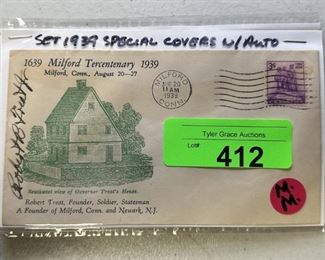 SET 1939 SPECIAL COVERS W/AUTO
1639 Milford Tercentenary 1939
Milford, Conn., August 20—27
MILFORD
AUG 20
11 AM
1939
CONN.
3¢
Tyler Grace Auctions
Lot#
412
Southwest view of Governor Treat's House.
Robert Treat, Founder, Soldier, Statesman
A Founder of Milford, Conn. and Newark, N.J.